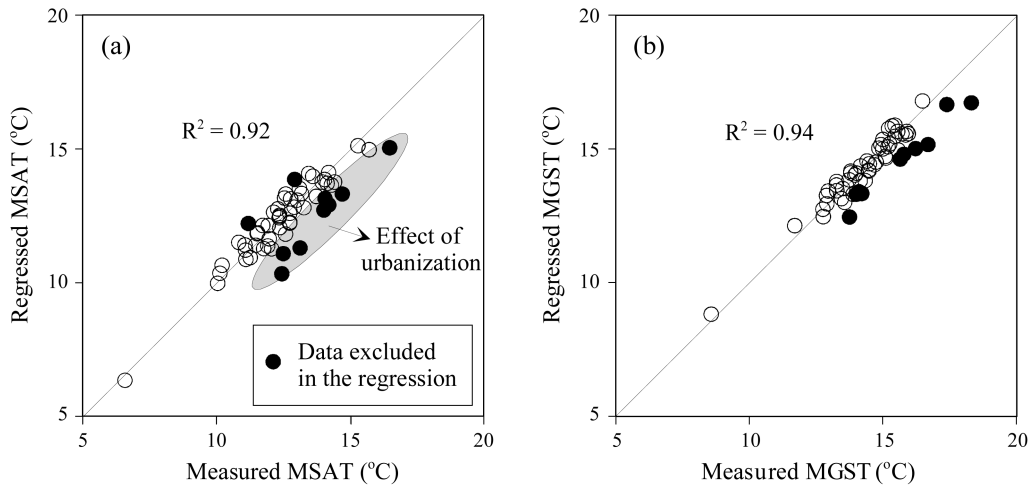 20
15
10
5
Regressed MSAT (°C)
(a)
R² = 0.92
Effect of
urbanization
Data excluded
in the regression
5
10
15
20
Measured MSAT (°C)
20
15
10
5
Regressed MGST (°C)
(b)
R² = 0.94
5
10
15
20
Measured MGST (°C)